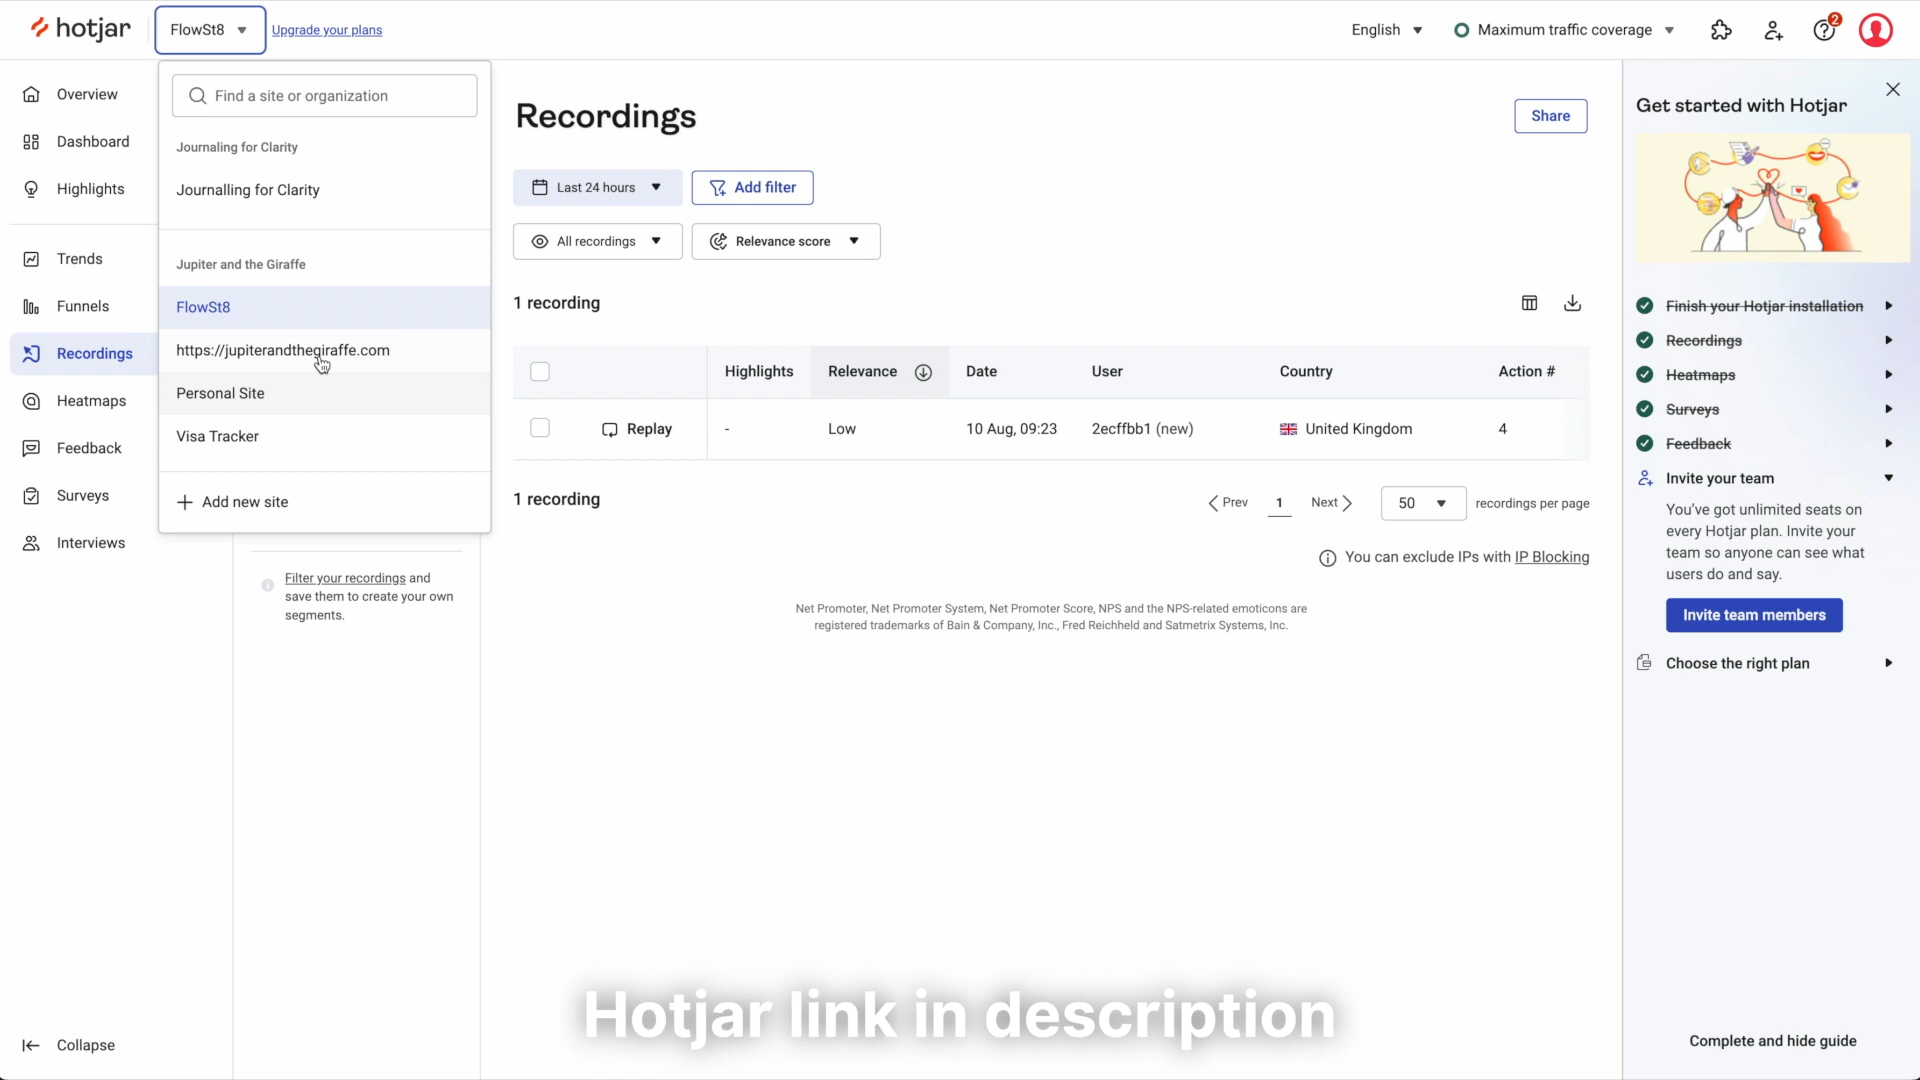 hotjar
FlowSt8
Upgrade your plans
English
Maximum traffic coverage
2
Overview
Dashboard
Highlights
Trends
Funnels
Recordings
Heatmaps
Feedback
Surveys
Interviews
Collapse
Find a site or organization
Journaling for Clarity
Journalling for Clarity
Jupiter and the Giraffe
FlowSt8
https://jupiterandthegiraffe.com
Personal Site
Visa Tracker
Add new site
Filter your recordings and
save them to create your own
segments.
Recordings
Share
Last 24 hours
Add filter
All recordings
Relevance score
1 recording
Highlights Relevance Date User Country Action #
Replay - Low 10 Aug, 09:23 2ecffbb1 (new) United Kingdom 4
1 recording
Prev 1 Next 50 recordings per page
You can exclude IPs with IP Blocking
Net Promoter, Net Promoter System, Net Promoter Score, NPS and the NPS-related emoticons are
registered trademarks of Bain & Company, Inc., Fred Reichheld and Satmetrix Systems, Inc.
Get started with Hotjar
Finish your Hotjar installation
Recordings
Heatmaps
Surveys
Feedback
Invite your team
You've got unlimited seats on
every Hotjar plan. Invite your
team so anyone can see what
users do and say.
Invite team members
Choose the right plan
Complete and hide guide
Hotjar link in description